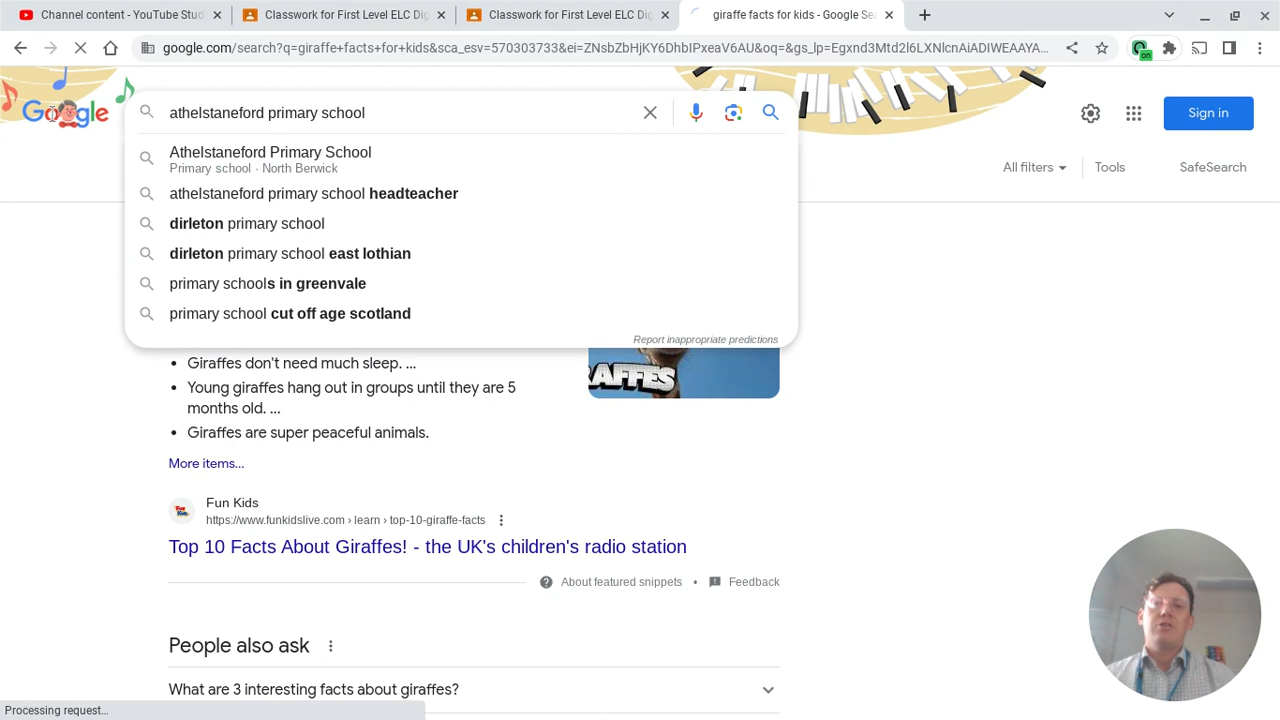 Channel content - YouTube Stud
Classwork for First Level ELC Dig
Classwork for First Level ELC Dig
giraffe facts for kids - Google Sea
google.com/search?q=giraffe+facts+for+kids&sca_esv=570303733&ei=ZNsbZbHjKY6DhbIPxeaV6AU&oq=&gs_lp=Egxnd3Mtd2l6LXNlcnAiADIWEAAYA...
on
Google
athelstaneford primary school
Sign in
Athelstaneford Primary School
Primary school · North Berwick
All filters
Tools
SafeSearch
athelstaneford primary school headteacher
dirleton primary school
dirleton primary school east lothian
primary schools in greenvale
primary school cut off age scotland
Report inappropriate predictions
• Giraffes don't need much sleep. ...
• Young giraffes hang out in groups until they are 5
months old. ...
• Giraffes are super peaceful animals.
More items...
Fun Kids
https://www.funkidslive.com › learn › top-10-giraffe-facts
Top 10 Facts About Giraffes! - the UK's children's radio station
About featured snippets • Feedback
People also ask
What are 3 interesting facts about giraffes?
Processing request...